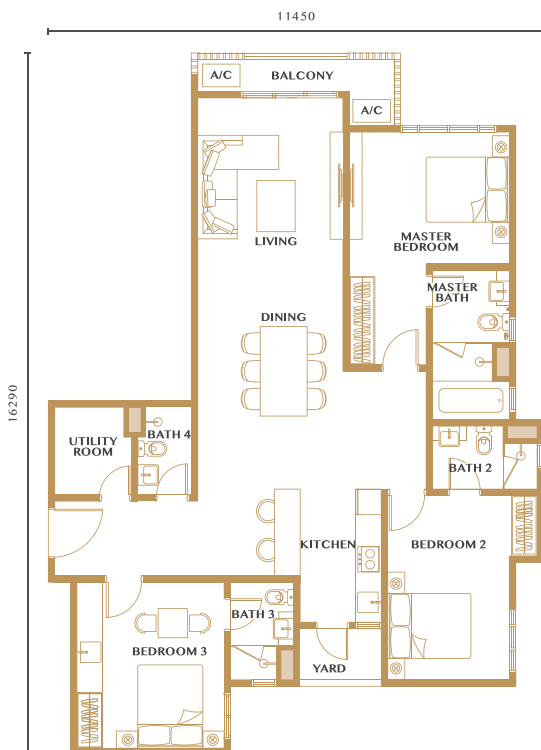 11450
A/C
BALCONY
A/C
16290
LIVING
MASTER
BEDROOM
MASTER
BATH
DINING
UTILITY
ROOM
BATH 4
BATH 2
KITCHEN
BEDROOM 2
BATH 3
BEDROOM 3
YARD